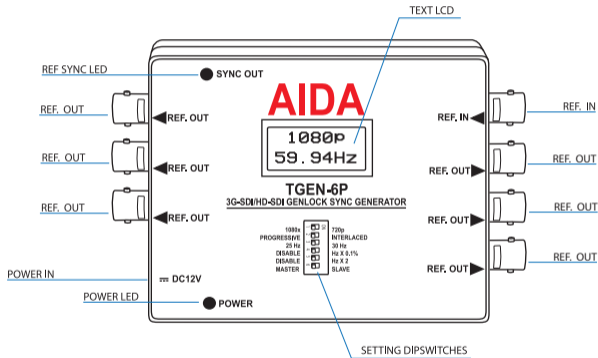 TEXT LCD
REF SYNC LED
SYNC OUT
AIDA
REF. OUT
REF. OUT
REF. IN
REF. IN
1080p
59.94Hz
REF. OUT
REF. OUT
REF. OUT
REF. OUT
TGEN-6P
3G-SDI/HD-SDI GENLOCK SYNC GENERATOR
REF. OUT
REF. OUT
REF. OUT
REF. OUT
1080x 720p
PROGRESSIVE INTERLACED
25 Hz 30 Hz
DISABLE Hz X 0.1%
DISABLE Hz X 2
MASTER SLAVE
REF. OUT
REF. OUT
POWER IN
DC12V
POWER LED
POWER
SETTING DIPSWITCHES